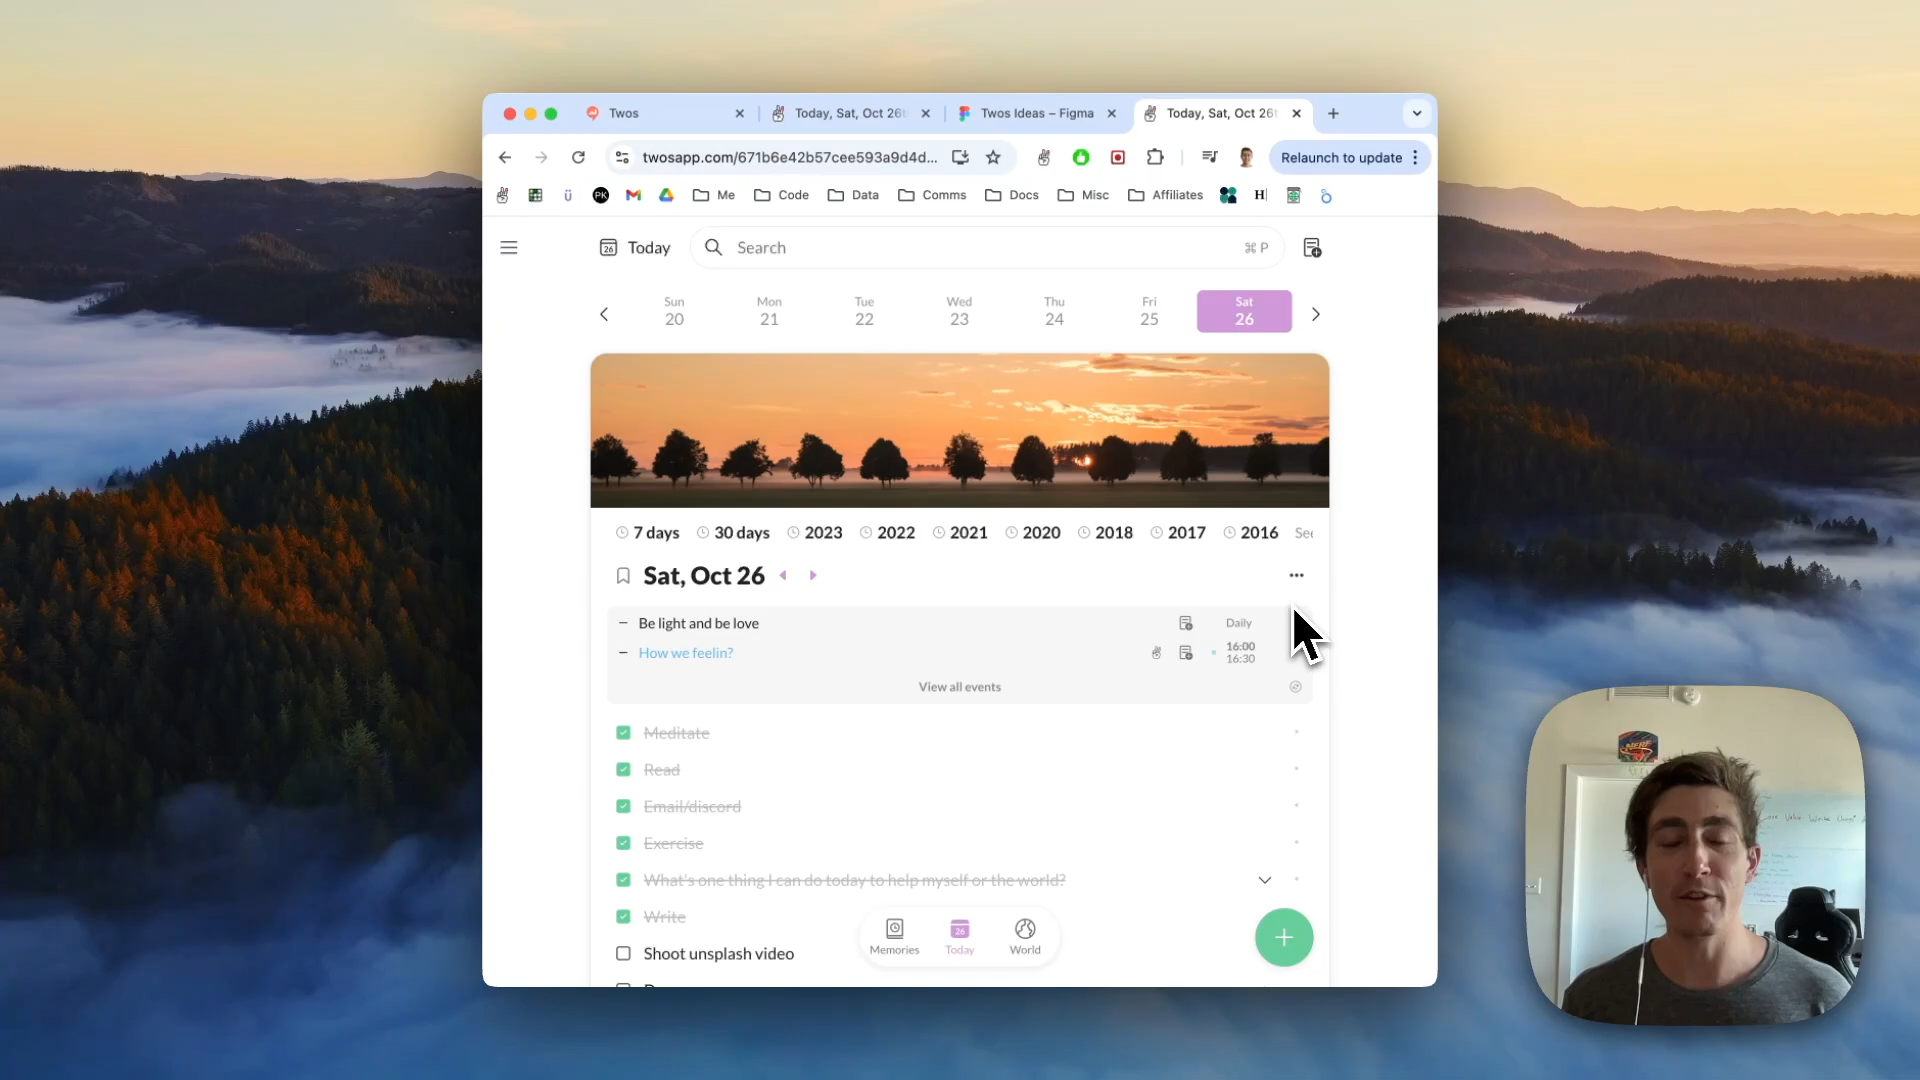 Twos
Today, Sat, Oct 26t
Twos Ideas – Figma
Today, Sat, Oct 26t
twosapp.com/671b6e42b57cee593a9d4d...
Relaunch to update
PK
Me
Code
Data
Comms
Docs
Misc
Affiliates
H
26 Today
Search
⌘ P
Sun 20
Mon 21
Tue 22
Wed 23
Thu 24
Fri 25
Sat 26
7 days
30 days
2023
2022
2021
2020
2018
2017
2016
See
Sat, Oct 26
– Be light and be love
Daily
– How we feelin?
16:00
16:30
View all events
Meditate
Read
Email/discord
Exercise
What's one thing I can do today to help myself or the world?
Write
Shoot unsplash video
Memories
26 Today
World
NERF